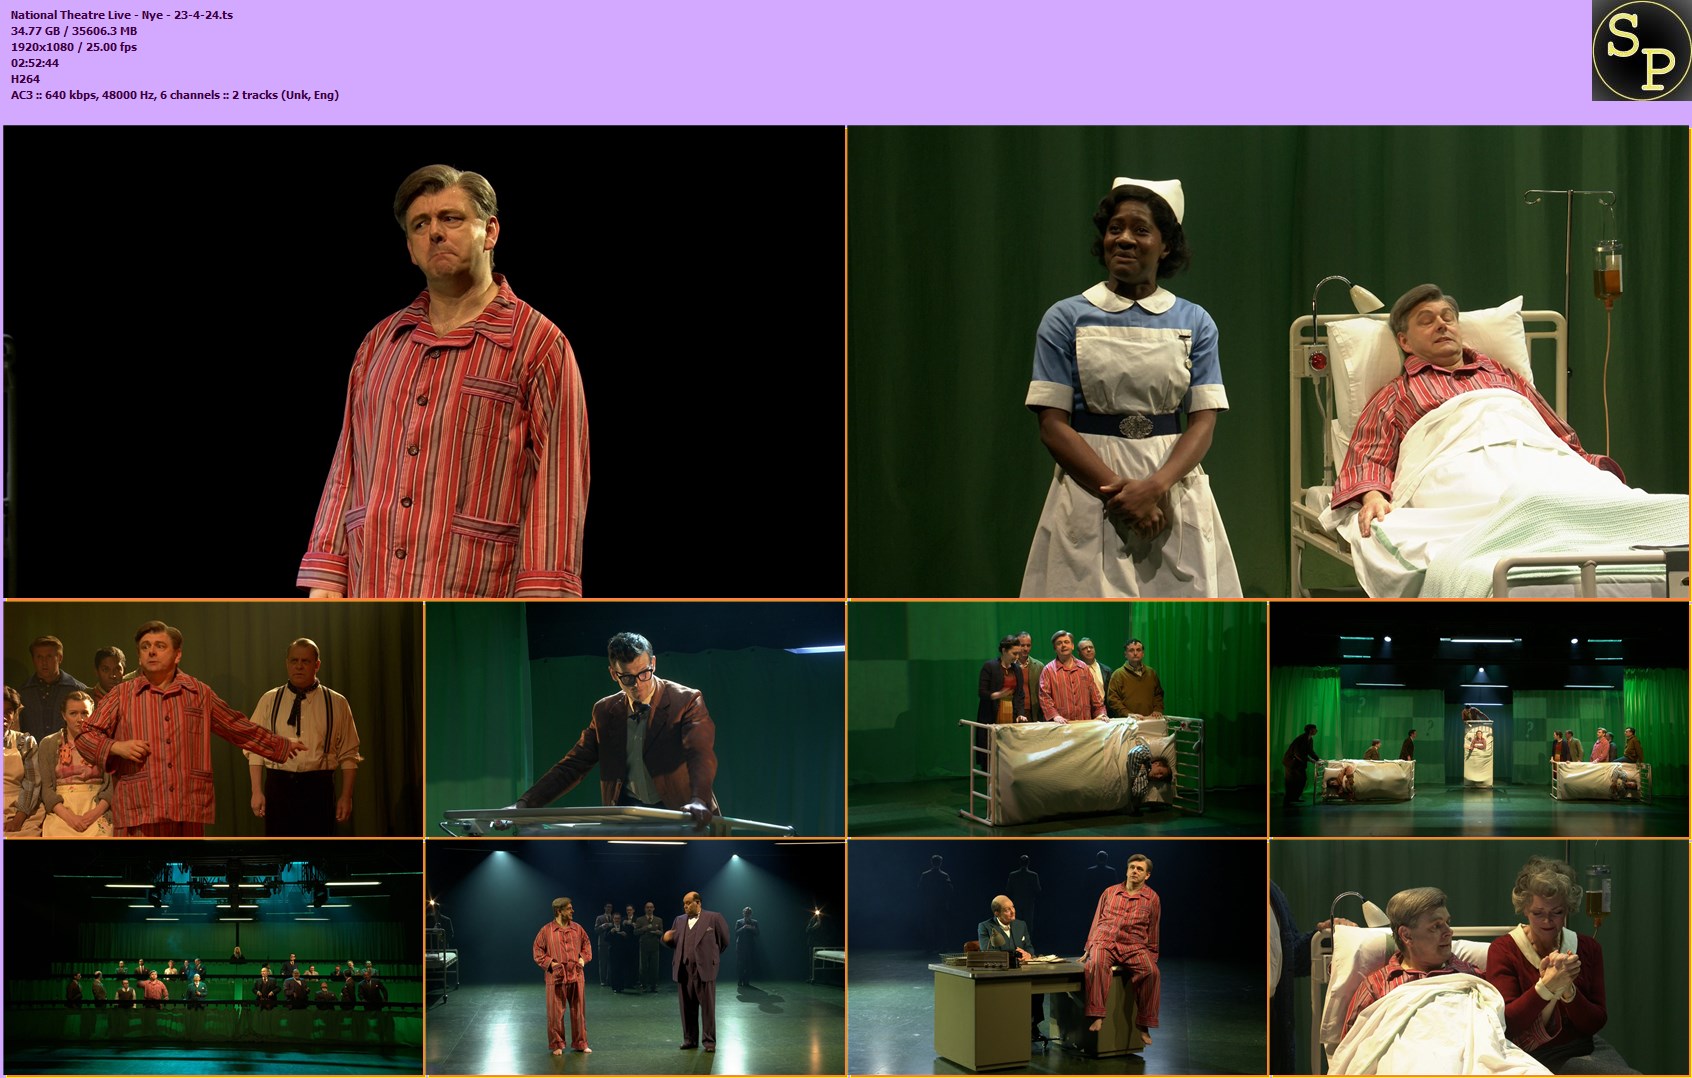 National Theatre Live - Nye - 23-4-24.ts
34.77 GB / 35606.3 MB
1920x1080 / 25.00 fps
02:52:44
H264
AC3 :: 640 kbps, 48000 Hz, 6 channels :: 2 tracks (Unk, Eng)
SP